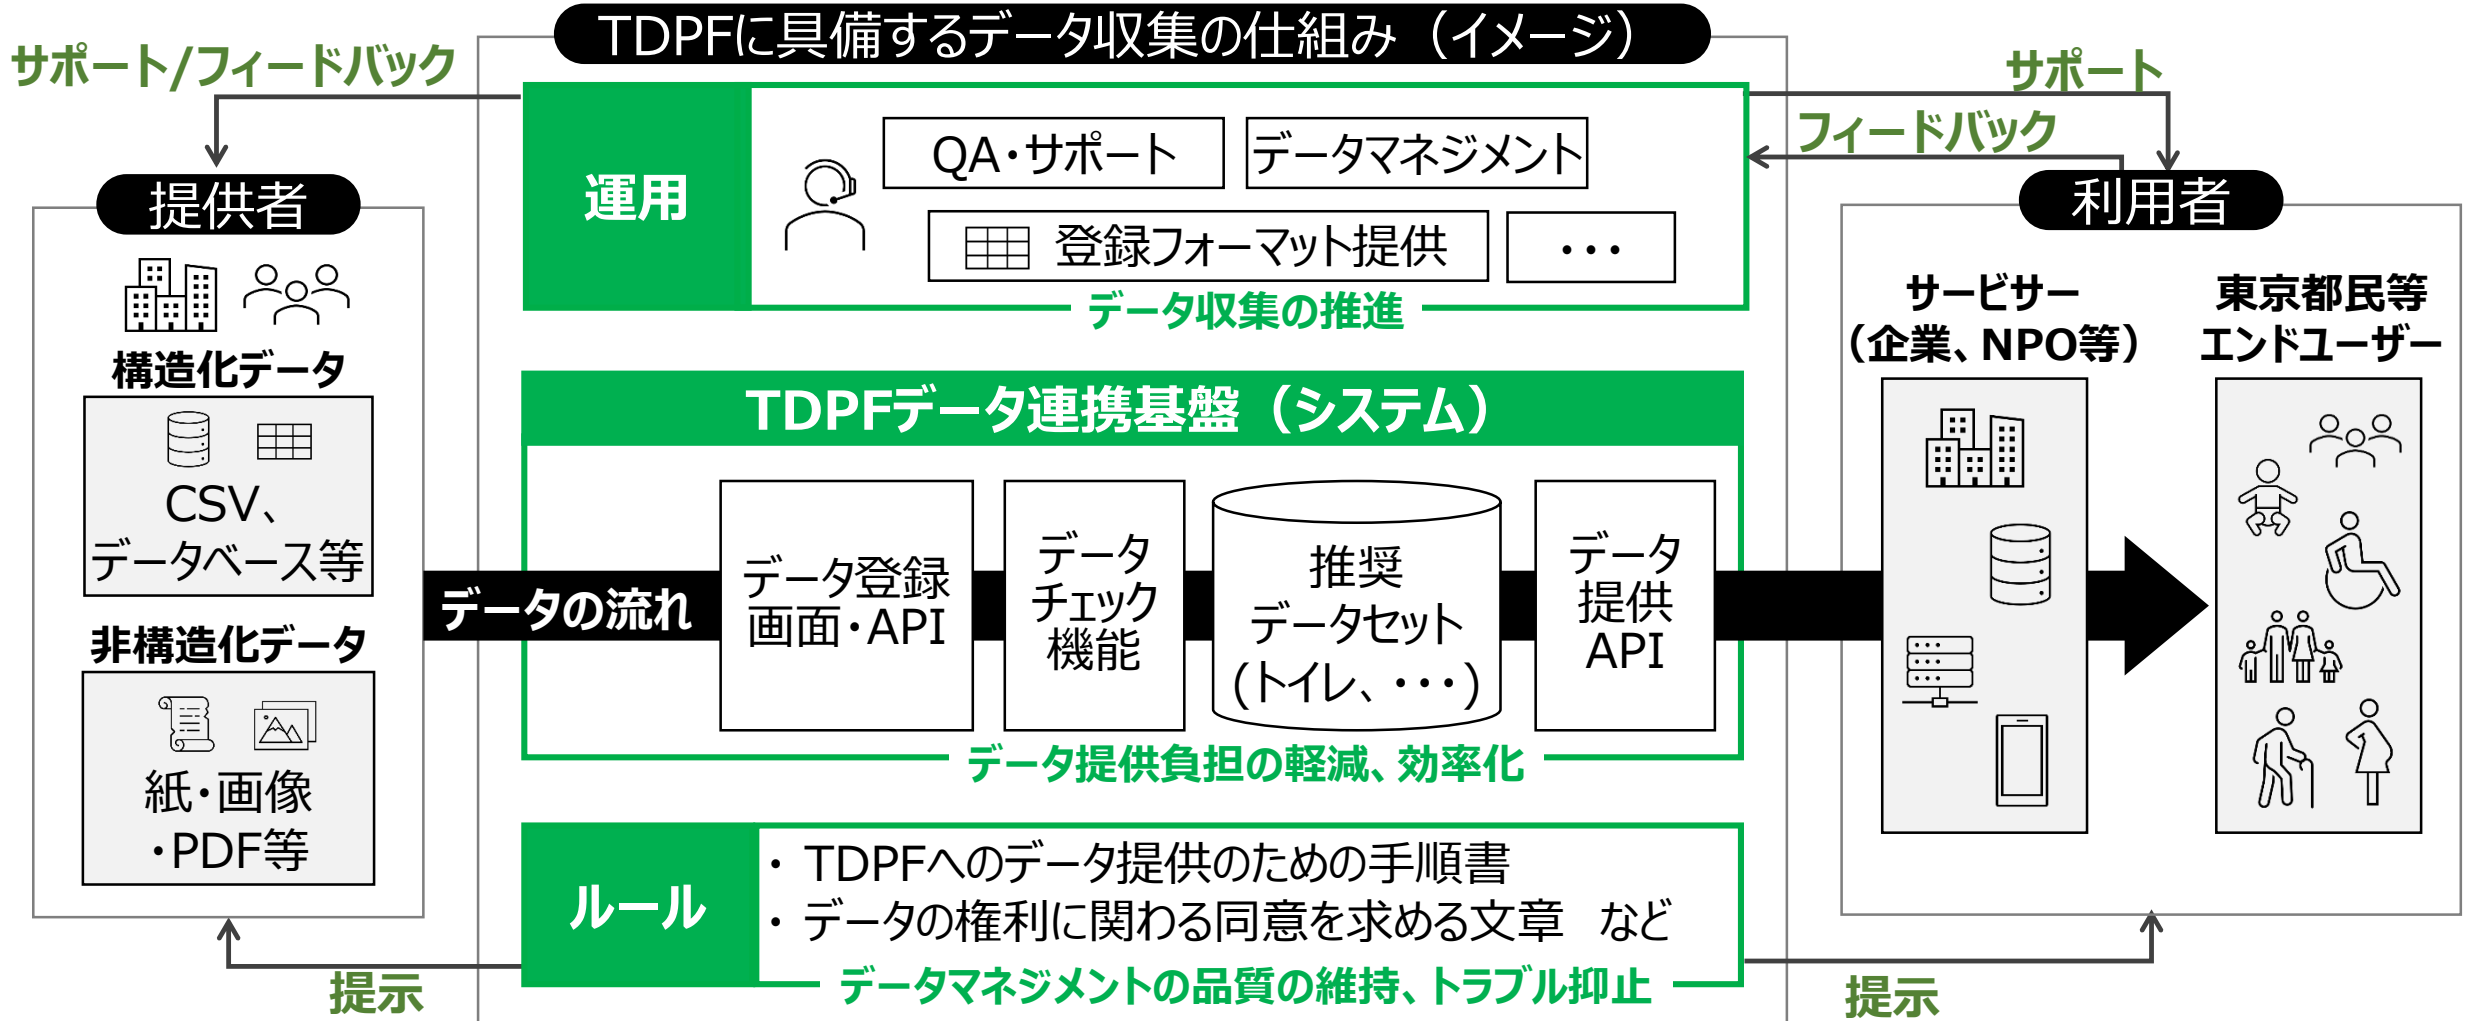 TDPFに具備するデータ収集の仕組み（イメージ）
サポート/フィードバック
サポート
フィードバック
提供者
構造化データ
CSV、
データベース等
非構造化データ
紙・画像
・PDF等
運用
QA・サポート
データマネジメント
登録フォーマット提供
・・・
データ収集の推進
TDPFデータ連携基盤（システム）
データの流れ
データ登録
画面・API
データ
チェック
機能
推奨
データセット
(トイレ、・・・)
データ
提供
API
データ提供負担の軽減、効率化
ルール
・ TDPFへのデータ提供のための手順書
・ データの権利に関わる同意を求める文章　など
データマネジメントの品質の維持、トラブル抑止
提示
提示
利用者
サービサー
（企業、NPO等）
東京都民等
エンドユーザー